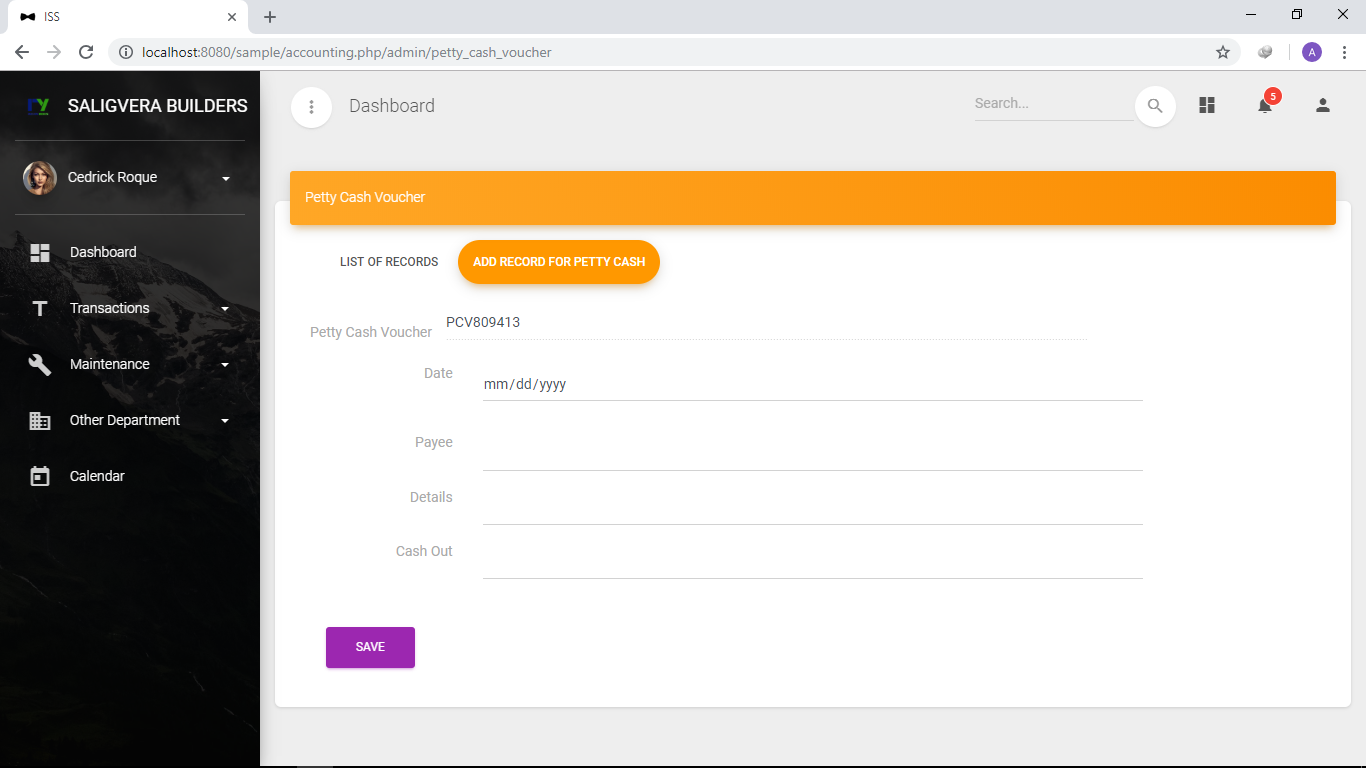 ISS
localhost:8080/sample/accounting.php/admin/petty_cash_voucher
A
SALIGVERA BUILDERS
Cedrick Roque
Dashboard
Transactions
Maintenance
Other Department
Calendar
Dashboard
Search...
5
Petty Cash Voucher
LIST OF RECORDS
ADD RECORD FOR PETTY CASH
Petty Cash Voucher PCV809413
Date
mm/dd/yyyy
Payee
Details
Cash Out
SAVE